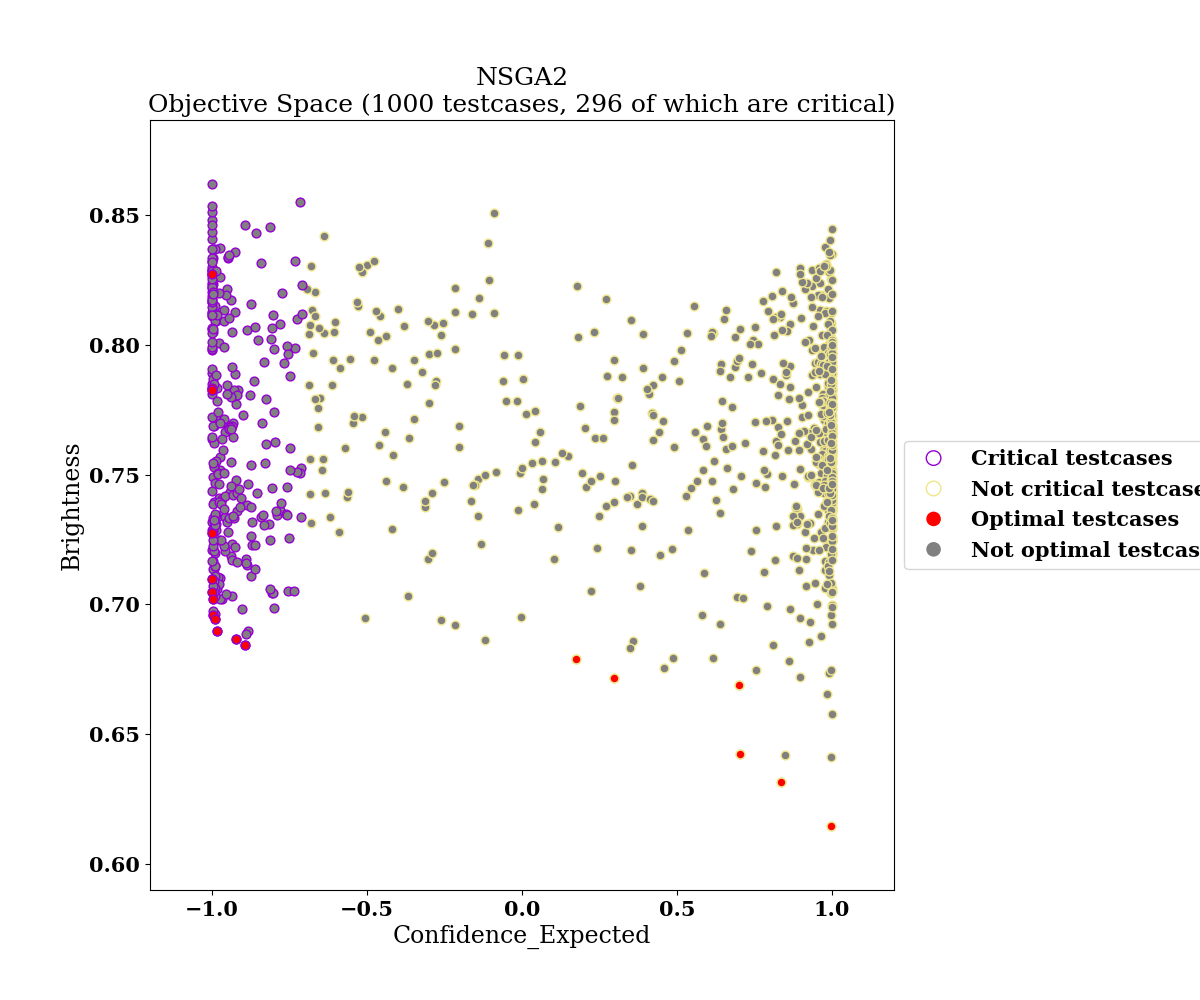 NSGA2
Objective Space (1000 testcases, 296 of which are critical)
Brightness
0.85
0.80
0.75
0.70
0.65
0.60
−1.0
−0.5
0.0
0.5
1.0
Confidence_Expected
Critical testcases
Not critical testcase
Optimal testcases
Not optimal testcas